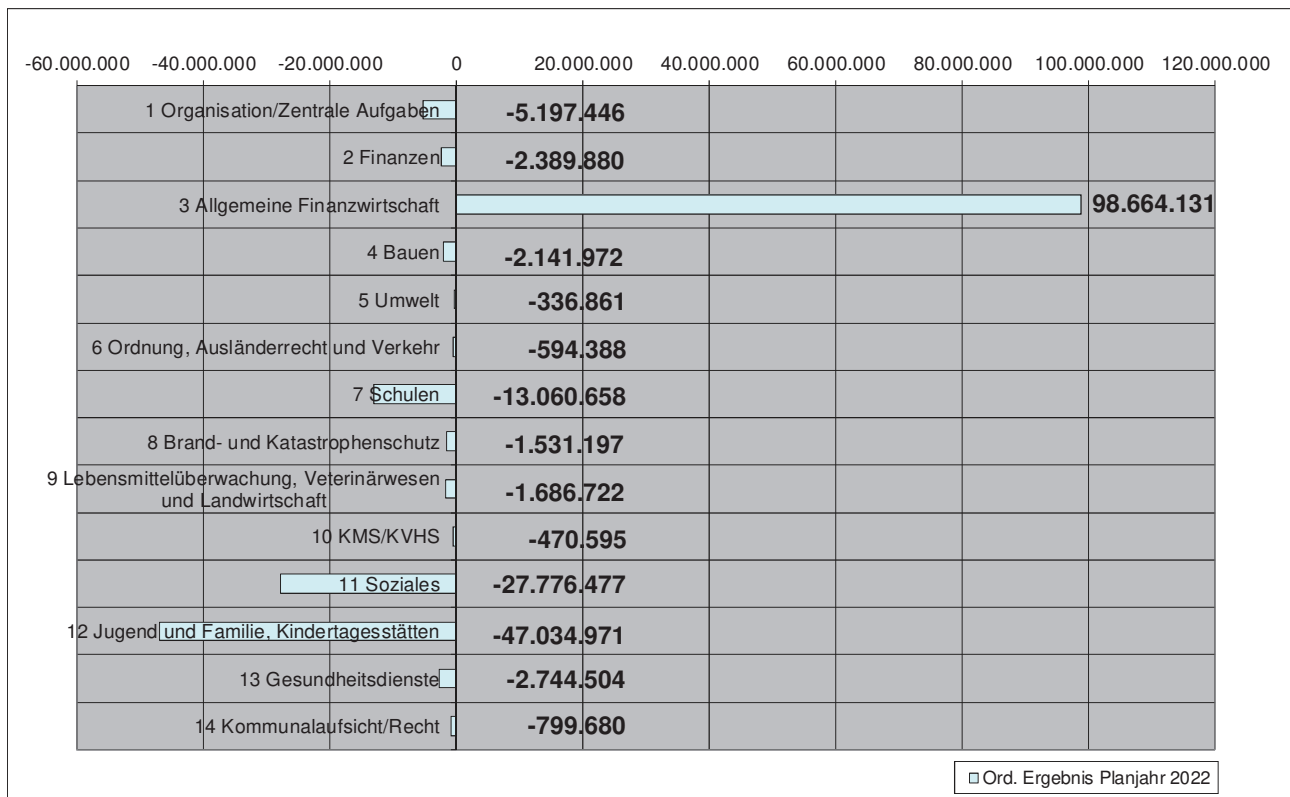 -60.000.000 -40.000.000 -20.000.000 0 20.000.000 40.000.000 60.000.000 80.000.000 100.000.000 120.000.000
1 Organisation/Zentrale Aufgaben -5.197.446
2 Finanzen -2.389.880
3 Allgemeine Finanzwirtschaft 98.664.131
4 Bauen -2.141.972
5 Umwelt -336.861
6 Ordnung, Ausländerrecht und Verkehr -594.388
7 Schulen -13.060.658
8 Brand- und Katastrophenschutz -1.531.197
9 Lebensmittelüberwachung, Veterinärwesen
und Landwirtschaft -1.686.722
10 KMS/KVHS -470.595
11 Soziales -27.776.477
12 Jugend und Familie, Kindertagesstätten -47.034.971
13 Gesundheitsdienste -2.744.504
14 Kommunalaufsicht/Recht -799.680
Ord. Ergebnis Planjahr 2022